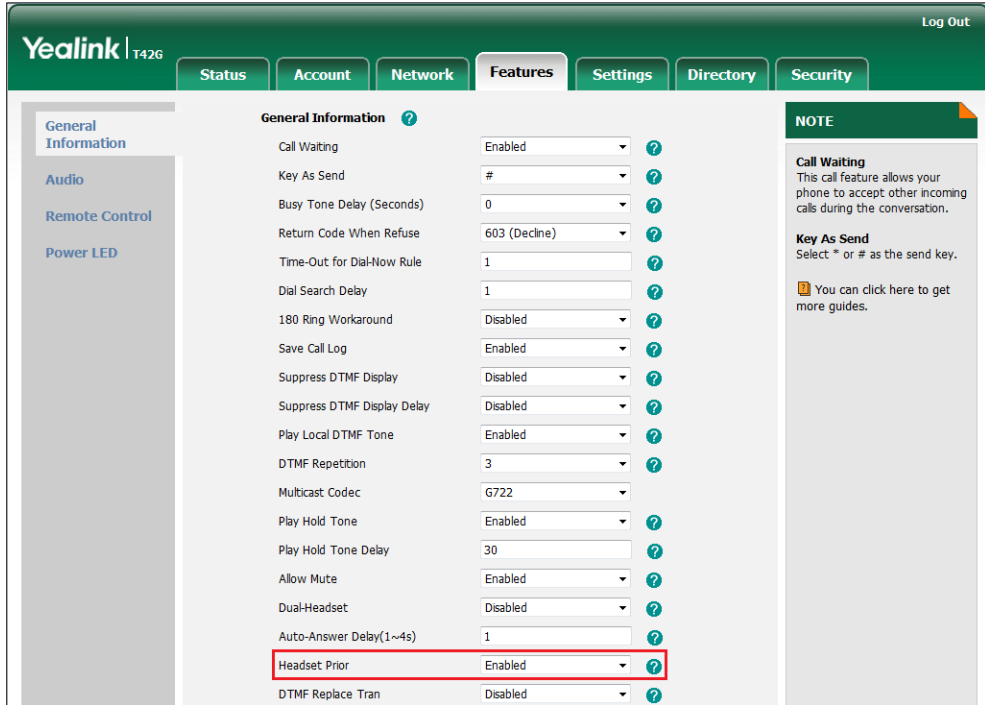 Log Out
Yealink | T42G
Status Account Network Features Settings Directory Security
General
Information
Audio
Remote Control
Power LED
General Information ?
Call Waiting Enabled ?
Key As Send # ?
Busy Tone Delay (Seconds) 0 ?
Return Code When Refuse 603 (Decline) ?
Time-Out for Dial-Now Rule 1 ?
Dial Search Delay 1 ?
180 Ring Workaround Disabled ?
Save Call Log Enabled ?
Suppress DTMF Display Disabled ?
Suppress DTMF Display Delay Disabled ?
Play Local DTMF Tone Enabled ?
DTMF Repetition 3 ?
Multicast Codec G722
Play Hold Tone Enabled ?
Play Hold Tone Delay 30 ?
Allow Mute Enabled ?
Dual-Headset Disabled ?
Auto-Answer Delay(1~4s) 1 ?
Headset Prior Enabled ?
DTMF Replace Tran Disabled ?
NOTE
Call Waiting
This call feature allows your
phone to accept other incoming
calls during the conversation.
Key As Send
Select * or # as the send key.
? You can click here to get
more guides.